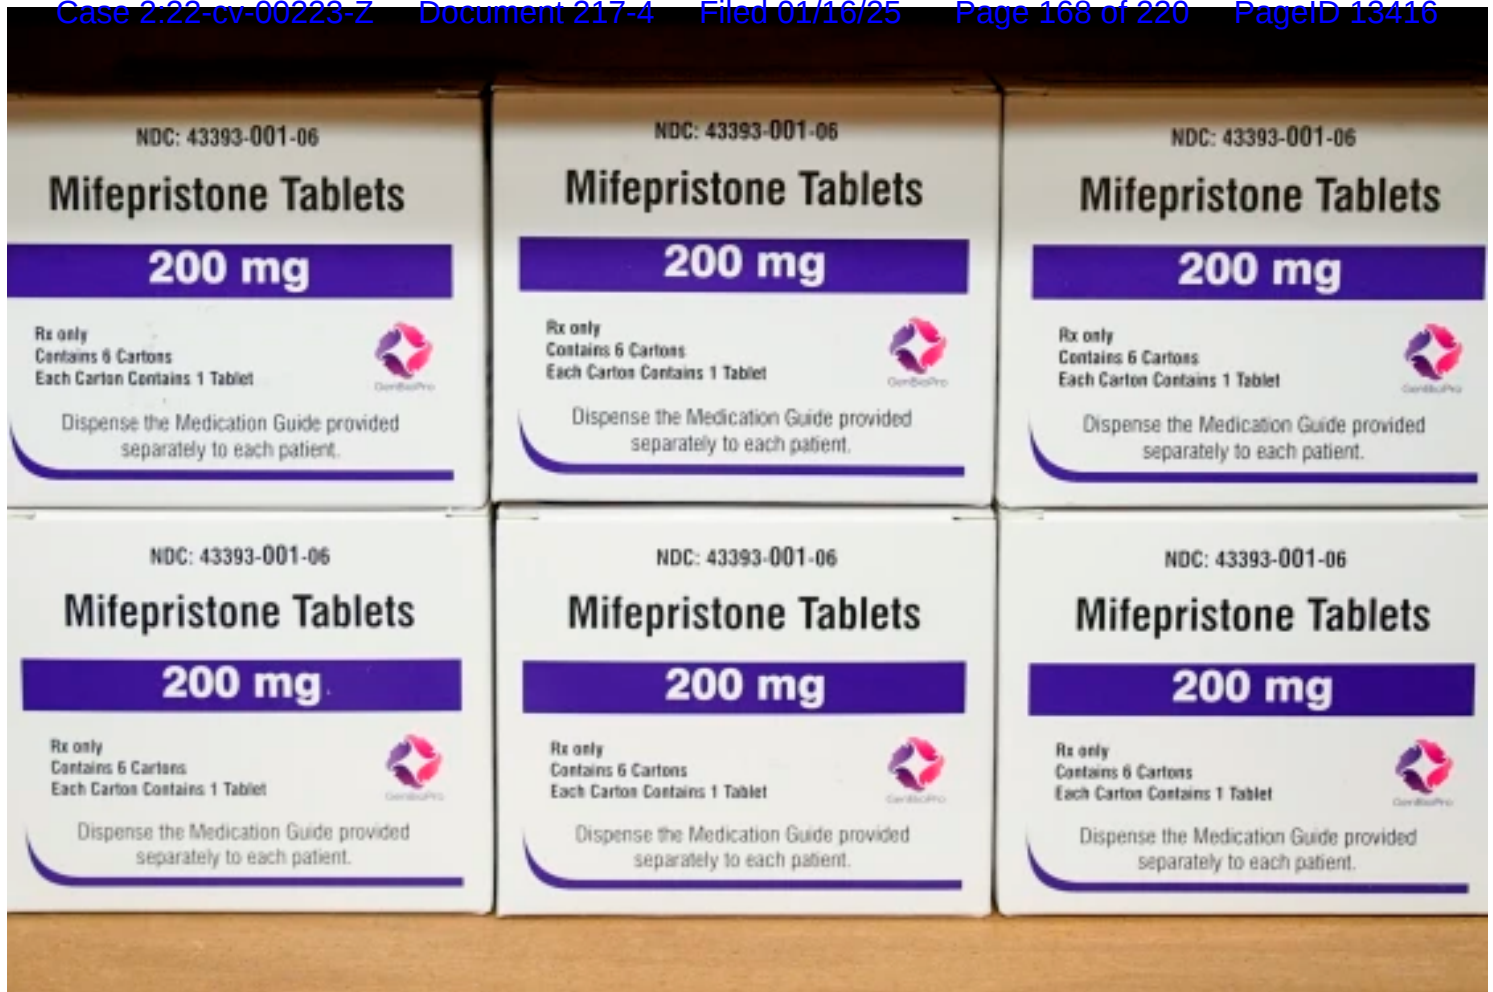 Case 2:22-cv-00223-Z Document 217-4 Filed 01/16/25 Page 168 of 220 PageID 13416
NDC: 43393-001-06
Mifepristone Tablets
200 mg
Rx only
Contains 6 Cartons
Each Carton Contains 1 Tablet
GenBioPro
Dispense the Medication Guide provided
separately to each patient.
NDC: 43393-001-06
Mifepristone Tablets
200 mg
Rx only
Contains 6 Cartons
Each Carton Contains 1 Tablet
GenBioPro
Dispense the Medication Guide provided
separately to each patient.
NDC: 43393-001-06
Mifepristone Tablets
200 mg
Rx only
Contains 6 Cartons
Each Carton Contains 1 Tablet
GenBioPro
Dispense the Medication Guide provided
separately to each patient.
NDC: 43393-001-06
Mifepristone Tablets
200 mg
Rx only
Contains 6 Cartons
Each Carton Contains 1 Tablet
GenBioPro
Dispense the Medication Guide provided
separately to each patient.
NDC: 43393-001-06
Mifepristone Tablets
200 mg
Rx only
Contains 6 Cartons
Each Carton Contains 1 Tablet
GenBioPro
Dispense the Medication Guide provided
separately to each patient.
NDC: 43393-001-06
Mifepristone Tablets
200 mg
Rx only
Contains 6 Cartons
Each Carton Contains 1 Tablet
GenBioPro
Dispense the Medication Guide provided
separately to each patient.